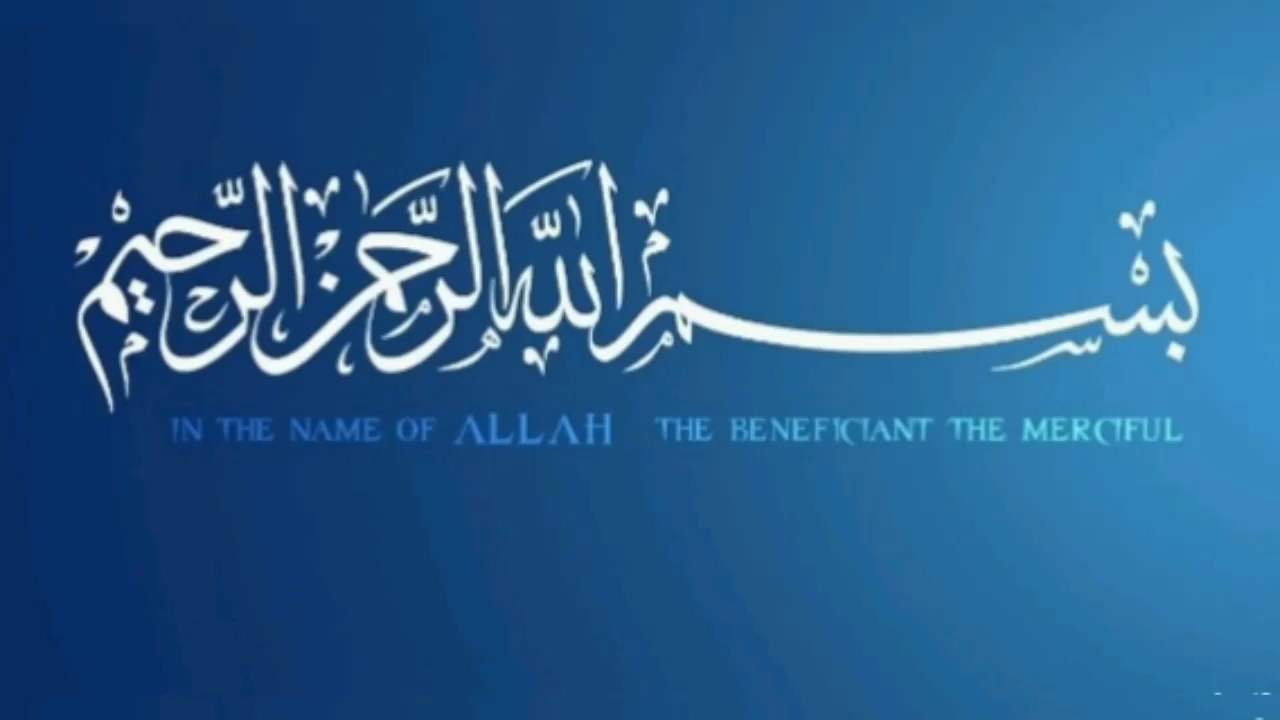 بسم الله الرحمن الرحيم
IN THE NAME OF ALLAH THE BENEFICIANT THE MERCIFUL